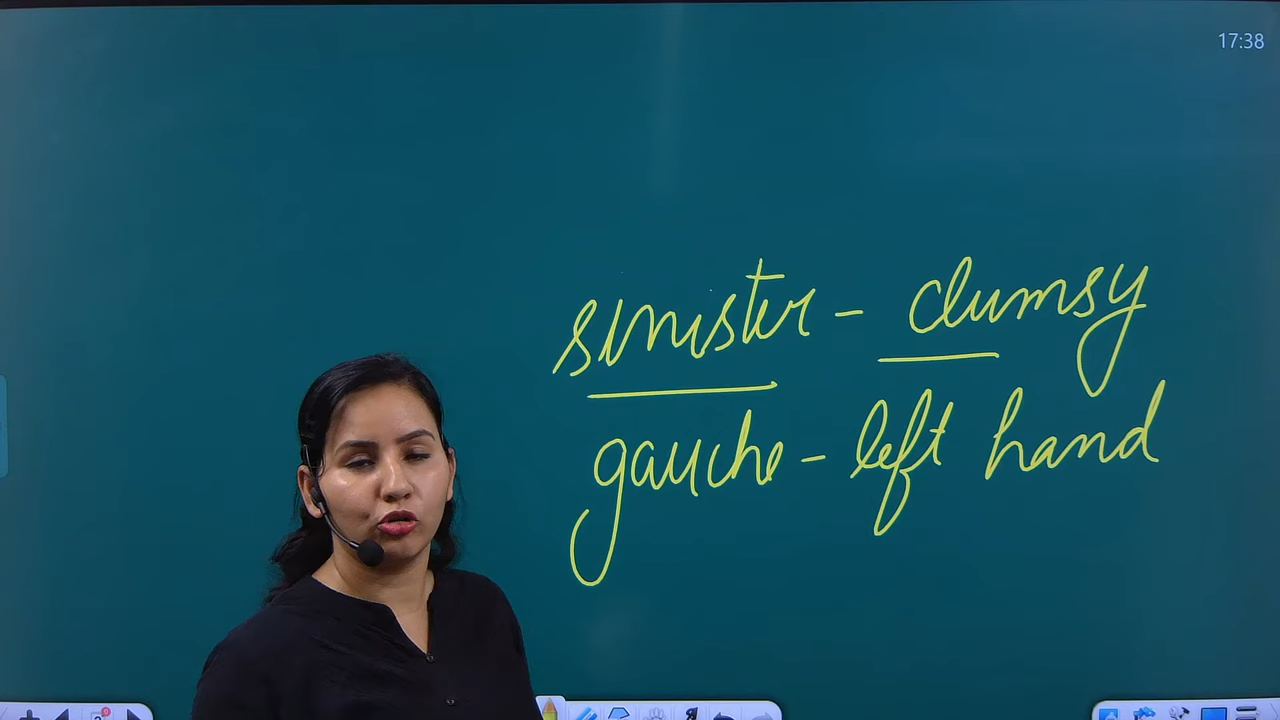 17:38
sinister - clumsy
gauche - left hand